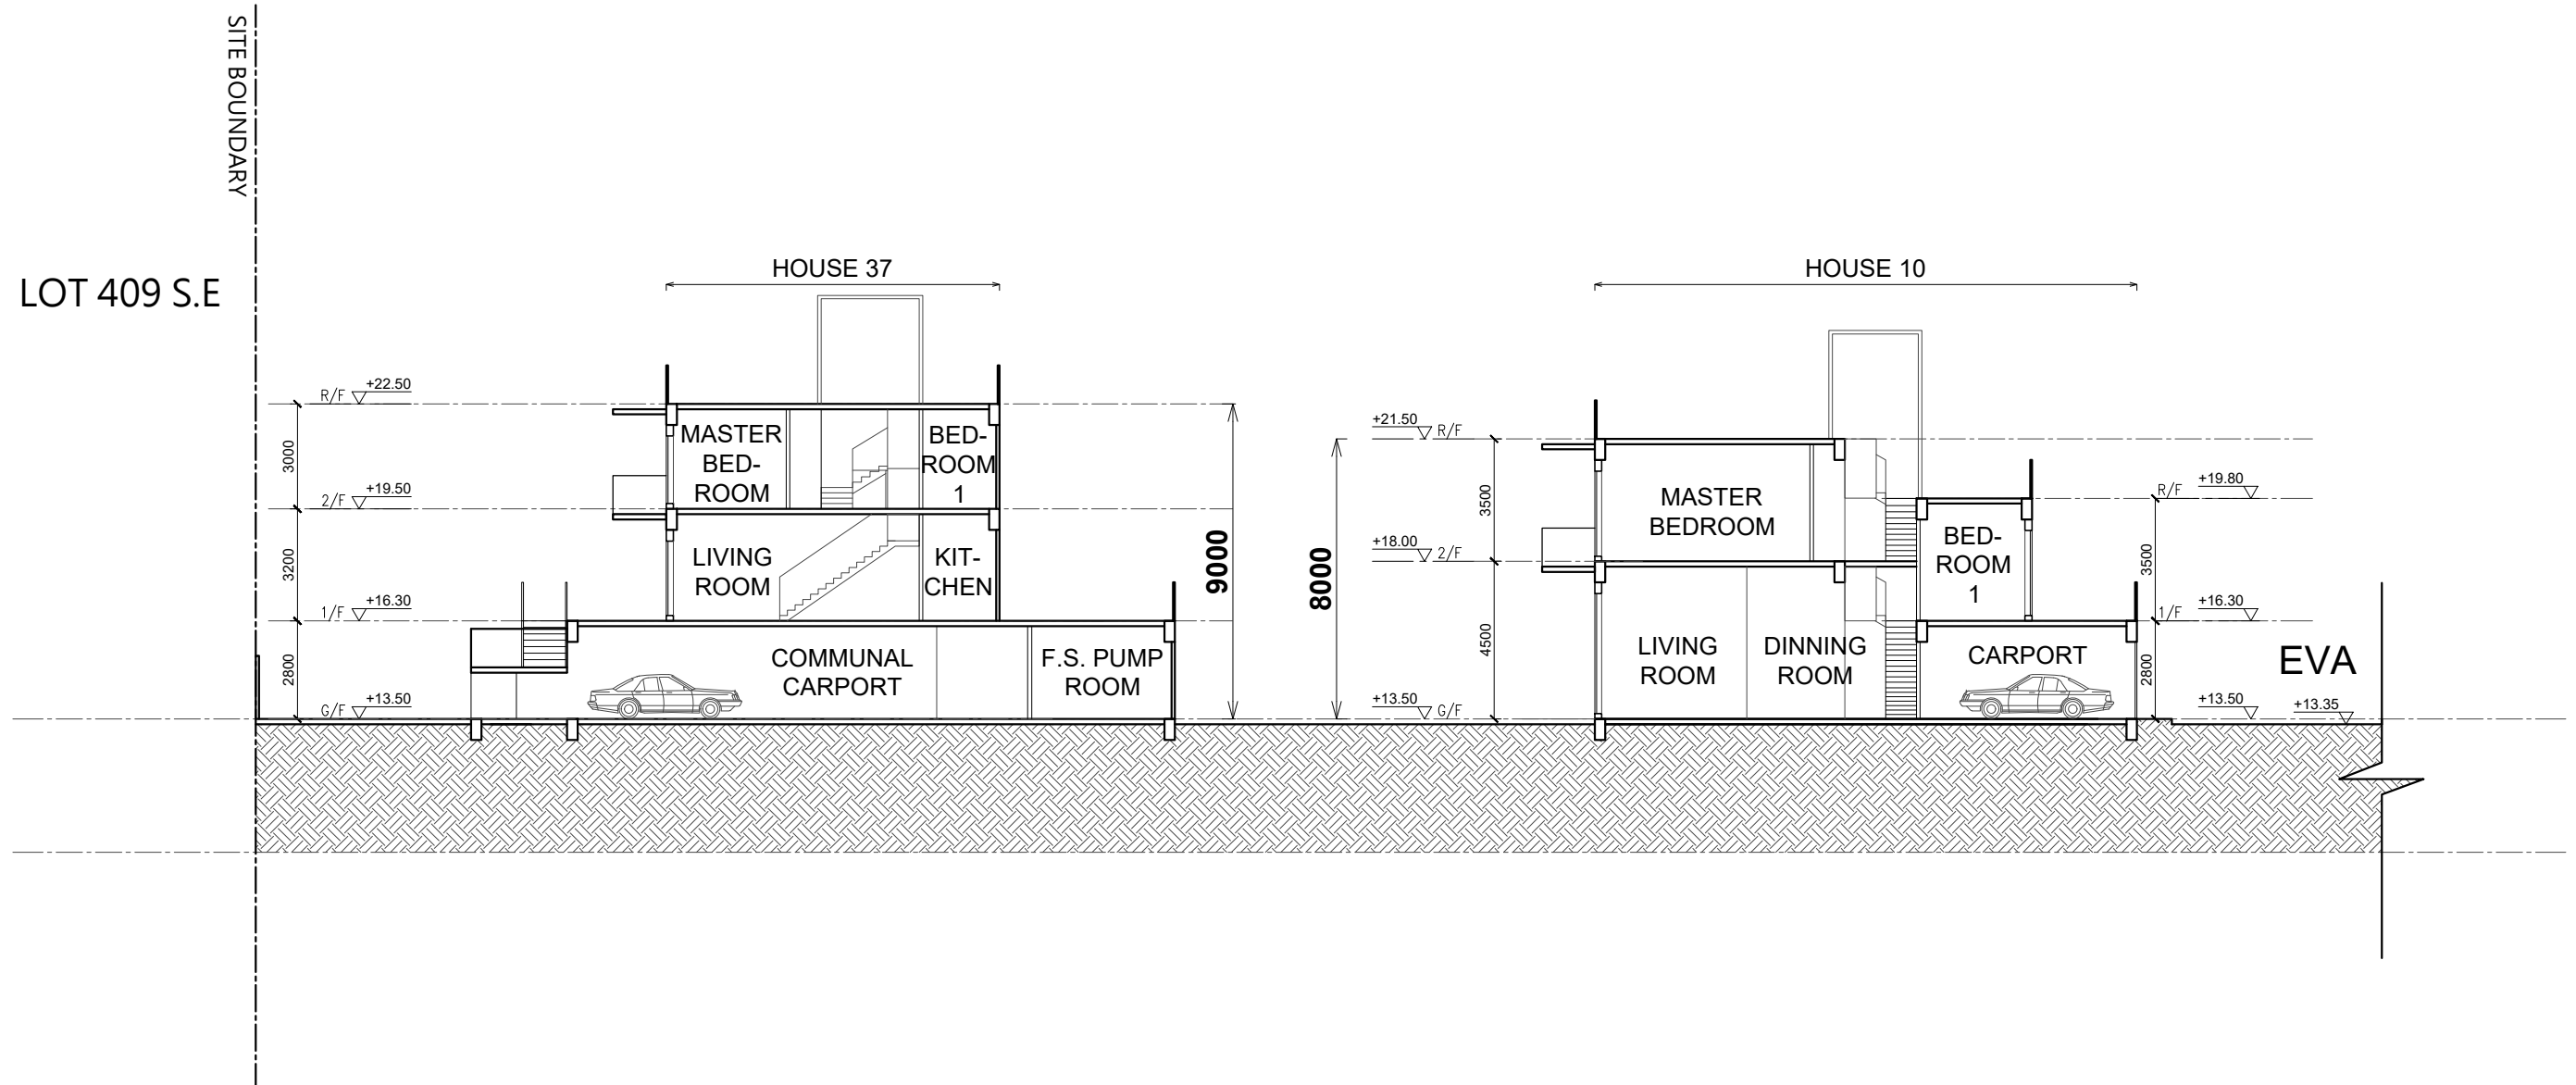 SITE BOUNDARY
LOT 409 S.E
HOUSE 37
HOUSE 10
R/F +22.50
3000
2/F +19.50
3200
1/F +16.30
2800
G/F +13.50
MASTER
BED-
ROOM
BED-
ROOM
1
LIVING
ROOM
KIT-
CHEN
COMMUNAL
CARPORT
F.S. PUMP
ROOM
9000
8000
+21.50 R/F
3500
+18.00 2/F
4500
+13.50 G/F
MASTER
BEDROOM
BED-
ROOM
1
LIVING
ROOM
DINNING
ROOM
CARPORT
R/F +19.80
3500
1/F +16.30
2800
+13.50
EVA
+13.35